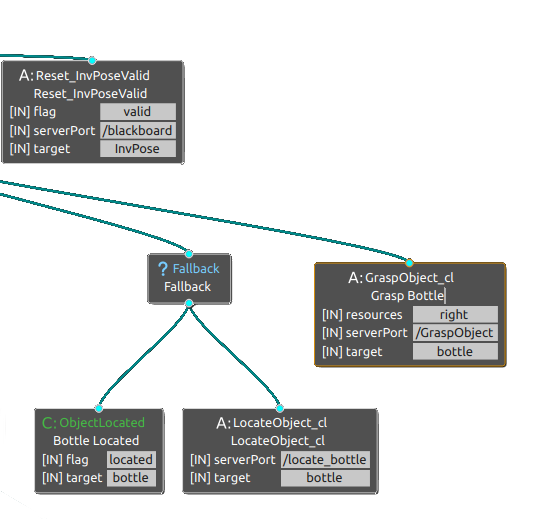 A: Reset_InvPoseValid
Reset_InvPoseValid
[IN] flag valid
[IN] serverPort /blackboard
[IN] target InvPose
? Fallback
Fallback
A: GraspObject_cl
Grasp Bottle
[IN] resources right
[IN] serverPort /GraspObject
[IN] target bottle
C: ObjectLocated
Bottle Located
[IN] flag located
[IN] target bottle
A: LocateObject_cl
LocateObject_cl
[IN] serverPort /locate_bottle
[IN] target bottle